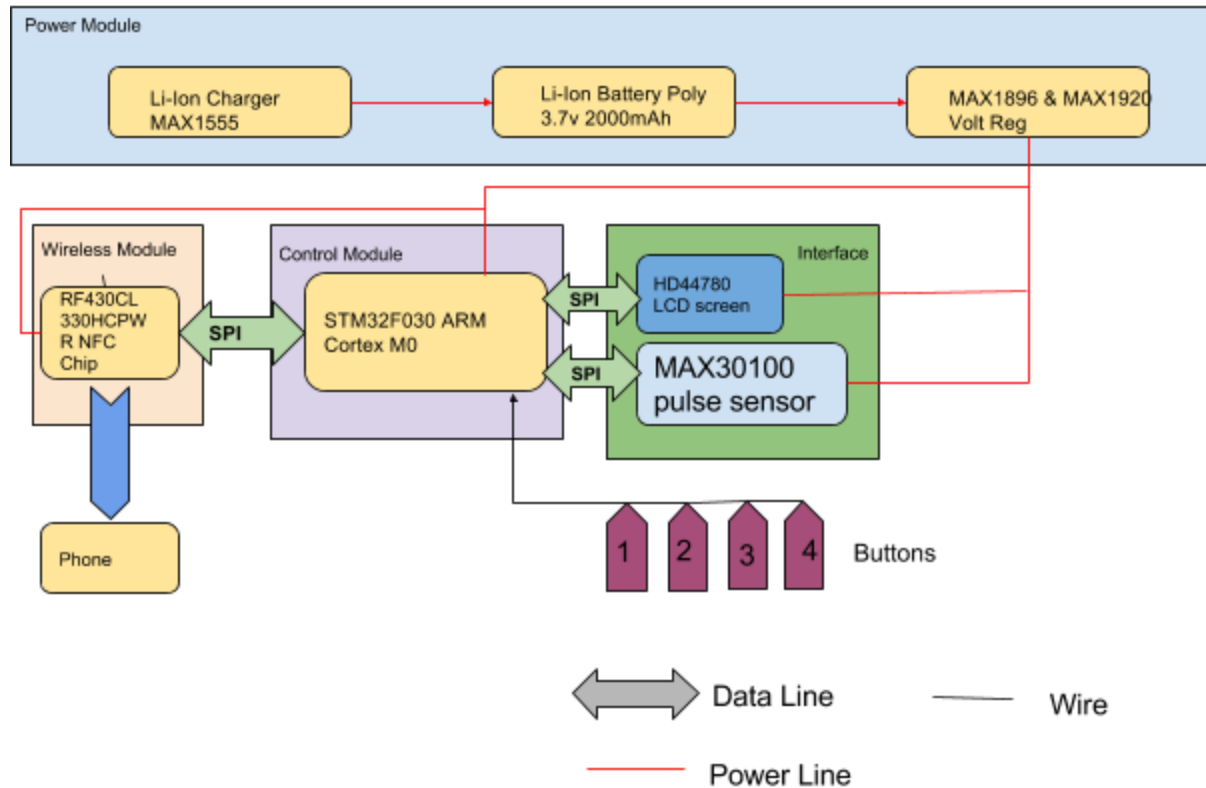 Power Module
Li-Ion Charger
MAX1555
Li-Ion Battery Poly
3.7v 2000mAh
MAX1896 & MAX1920
Volt Reg
Wireless Module
RF430CL
330HCPW
R NFC
Chip
SPI
Control Module
STM32F030 ARM
Cortex M0
SPI
SPI
Interface
HD44780
LCD screen
MAX30100
pulse sensor
Phone
1
2
3
4
Buttons
Data Line
Wire
Power Line